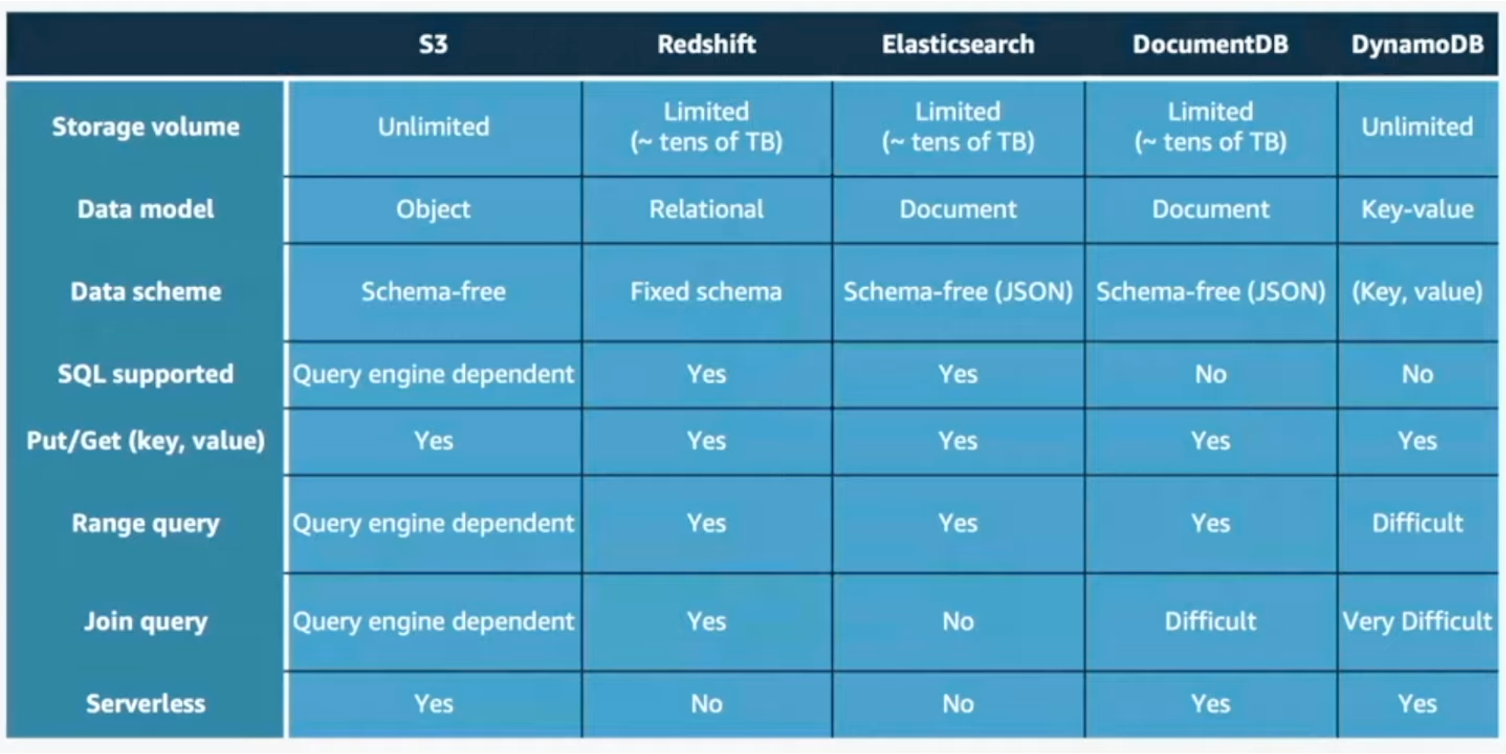 S3 Redshift Elasticsearch DocumentDB DynamoDB
Storage volume Unlimited Limited (~ tens of TB) Limited (~ tens of TB) Limited (~ tens of TB) Unlimited
Data model Object Relational Document Document Key-value
Data scheme Schema-free Fixed schema Schema-free (JSON) Schema-free (JSON) (Key, value)
SQL supported Query engine dependent Yes Yes No No
Put/Get (key, value) Yes Yes Yes Yes Yes
Range query Query engine dependent Yes Yes Yes Difficult
Join query Query engine dependent Yes No Difficult Very Difficult
Serverless Yes No No Yes Yes